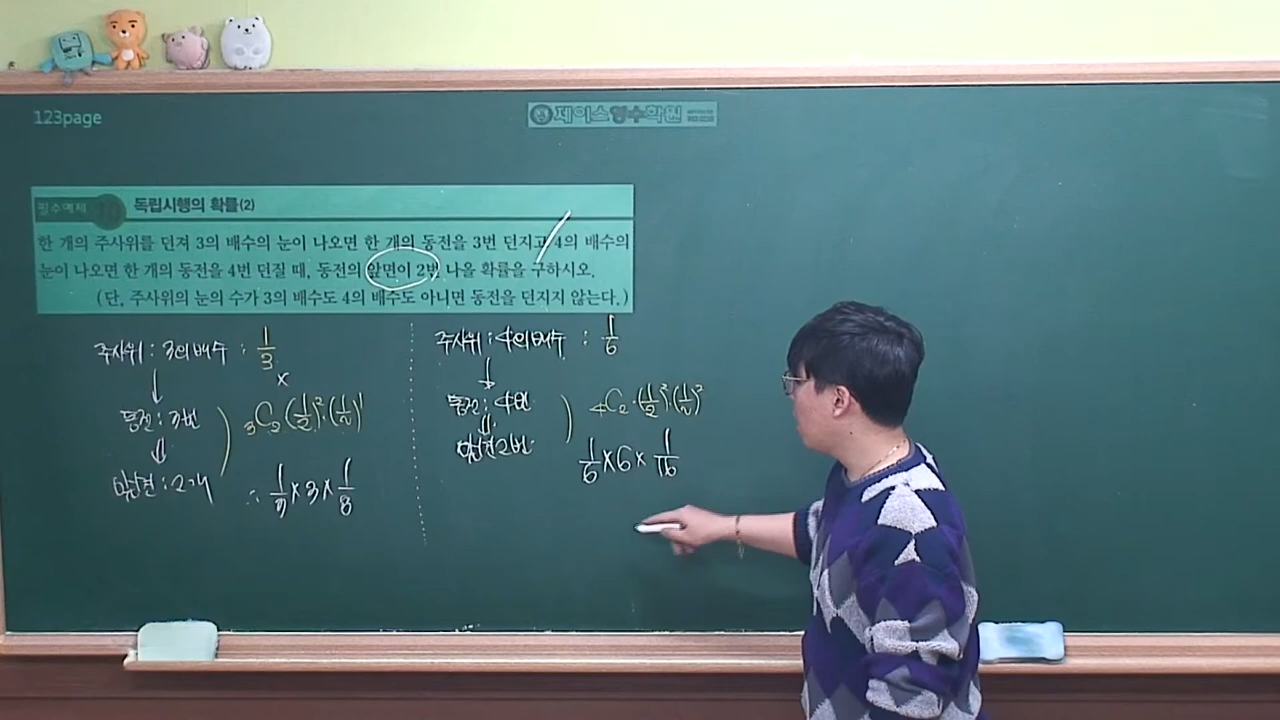 123page
제이스영수학원
필수예제 10 독립시행의 확률(2)
한 개의 주사위를 던져 3의 배수의 눈이 나오면 한 개의 동전을 3번 던지고 4의 배수의
눈이 나오면 한 개의 동전을 4번 던질 때, 동전의 앞면이 2번 나올 확률을 구하시오.
(단, 주사위의 눈의 수가 3의 배수도 4의 배수도 아니면 동전을 던지지 않는다.)
주사위 : 3의 배수 : 1/3
×
↓
동전 : 3번
⇓
앞면 : 2개
₃C₂(1/2)²·(1/2)¹
∴ 1/3 × 3 × 1/8
주사위 : 4의 배수 : 1/6
↓
동전 : 4번
⇓
앞면 2번
₄C₂·(1/2)²·(1/2)²
1/6 × 6 × 1/16